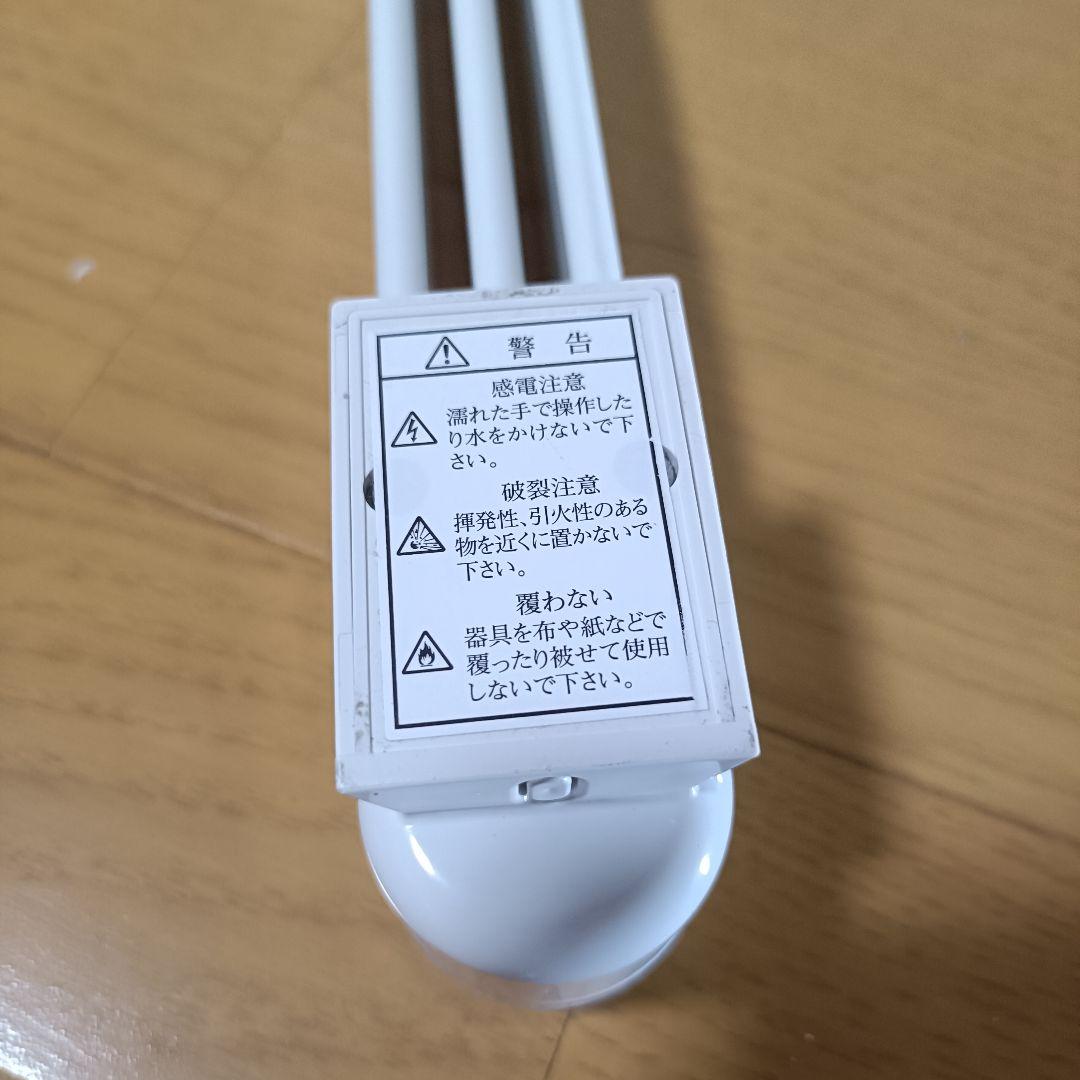 警告
感電注意
濡れた手で操作した
り水をかけないで下
さい。
破裂注意
揮発性、引火性のある
物を近くに置かないで
下さい。
覆わない
器具を布や紙などで
覆ったり被せて使用
しないで下さい。